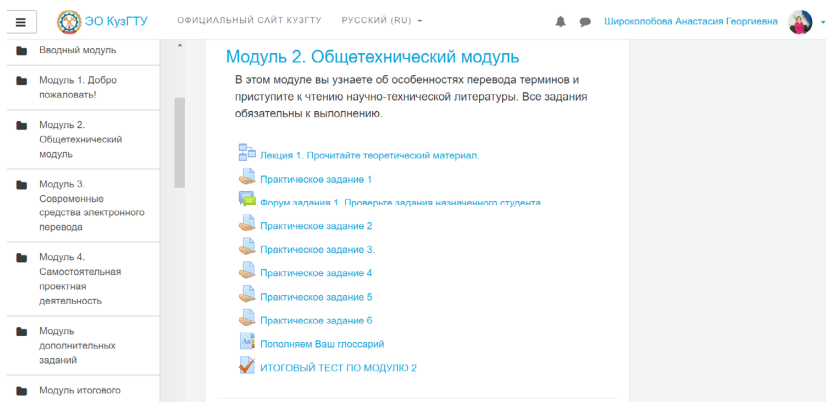 ЭО КузГТУ
ОФИЦИАЛЬНЫЙ САЙТ КУЗГТУ
РУССКИЙ (RU)
Широколобова Анастасия Георгиевна
Вводный модуль
Модуль 1. Добро
пожаловать!
Модуль 2.
Общетехнический
модуль
Модуль 3.
Современные
средства электронного
перевода
Модуль 4.
Самостоятельная
проектная
деятельность
Модуль
дополнительных
заданий
Модуль итогового
Модуль 2. Общетехнический модуль
В этом модуле вы узнаете об особенностях перевода терминов и
приступите к чтению научно-технической литературы. Все задания
обязательны к выполнению.
Лекция 1. Прочитайте теоретический материал.
Практическое задание 1
Форум задания 1. Проверьте задания назначенного студента
Практическое задание 2
Практическое задание 3.
Практическое задание 4
Практическое задание 5
Практическое задание 6
Пополняем Ваш глоссарий
ИТОГОВЫЙ ТЕСТ ПО МОДУЛЮ 2